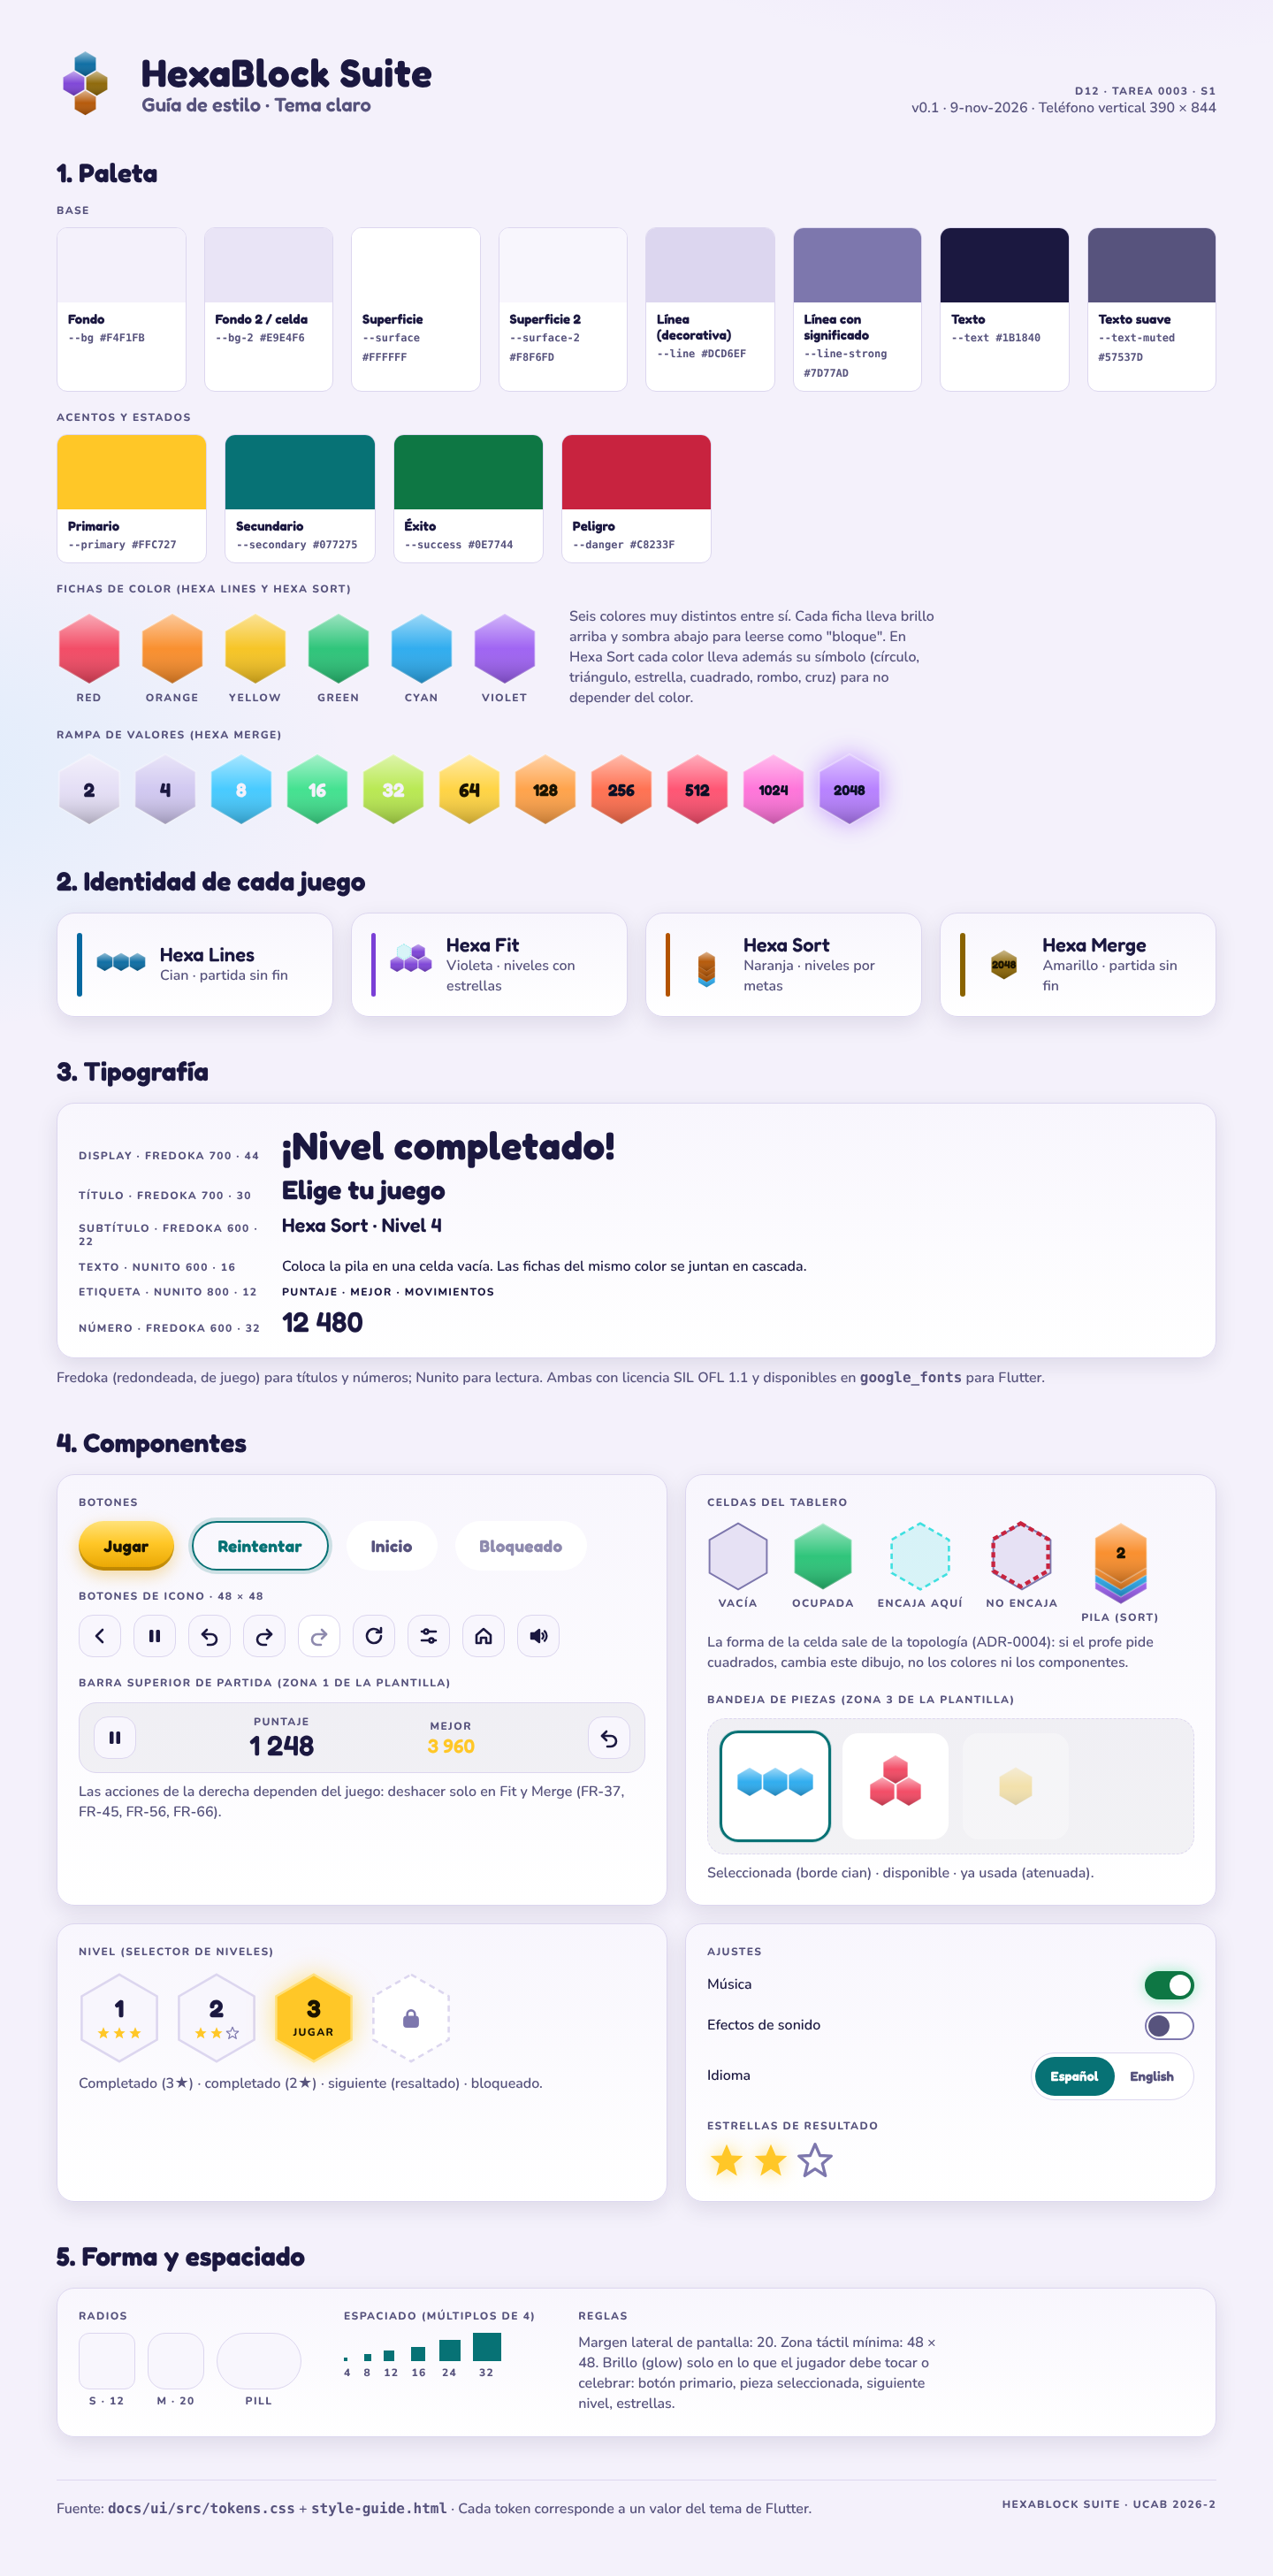 HexaBlock Suite
Guía de estilo · Tema claro
D12 · TAREA 0003 · S1
v0.1 · 9-nov-2026 · Teléfono vertical 390 × 844
1. Paleta
BASE
Fondo
--bg #F4F1FB
Fondo 2 / celda
--bg-2 #E9E4F6
Superficie
--surface
#FFFFFF
Superficie 2
--surface-2
#F8F6FD
Línea
(decorativa)
--line #DCD6EF
Línea con
significado
--line-strong
#7D77AD
Texto
--text #1B1840
Texto suave
--text-muted
#57537D
ACENTOS Y ESTADOS
Primario
--primary #FFC727
Secundario
--secondary #077275
Éxito
--success #0E7744
Peligro
--danger #C8233F
FICHAS DE COLOR (HEXA LINES Y HEXA SORT)
RED
ORANGE
YELLOW
GREEN
CYAN
VIOLET
Seis colores muy distintos entre sí. Cada ficha lleva brillo
arriba y sombra abajo para leerse como "bloque". En
Hexa Sort cada color lleva además su símbolo (círculo,
triángulo, estrella, cuadrado, rombo, cruz) para no
depender del color.
RAMPA DE VALORES (HEXA MERGE)
2
4
8
16
32
64
128
256
512
1024
2048
2. Identidad de cada juego
Hexa Lines
Cian · partida sin fin
Hexa Fit
Violeta · niveles con
estrellas
Hexa Sort
Naranja · niveles por
metas
2048
Hexa Merge
Amarillo · partida sin
fin
3. Tipografía
DISPLAY · FREDOKA 700 · 44
¡Nivel completado!
TÍTULO · FREDOKA 700 · 30
Elige tu juego
SUBTÍTULO · FREDOKA 600 ·
22
Hexa Sort · Nivel 4
TEXTO · NUNITO 600 · 16
Coloca la pila en una celda vacía. Las fichas del mismo color se juntan en cascada.
ETIQUETA · NUNITO 800 · 12
PUNTAJE · MEJOR · MOVIMIENTOS
NÚMERO · FREDOKA 600 · 32
12 480
Fredoka (redondeada, de juego) para títulos y números; Nunito para lectura. Ambas con licencia SIL OFL 1.1 y disponibles en google_fonts para Flutter.
4. Componentes
BOTONES
Jugar
Reintentar
Inicio
Bloqueado
BOTONES DE ICONO · 48 × 48
BARRA SUPERIOR DE PARTIDA (ZONA 1 DE LA PLANTILLA)
PUNTAJE
1 248
MEJOR
3 960
Las acciones de la derecha dependen del juego: deshacer solo en Fit y Merge (FR-37,
FR-45, FR-56, FR-66).
CELDAS DEL TABLERO
VACÍA
OCUPADA
ENCAJA AQUÍ
NO ENCAJA
2
PILA (SORT)
La forma de la celda sale de la topología (ADR-0004): si el profe pide
cuadrados, cambia este dibujo, no los colores ni los componentes.
BANDEJA DE PIEZAS (ZONA 3 DE LA PLANTILLA)
Seleccionada (borde cian) · disponible · ya usada (atenuada).
NIVEL (SELECTOR DE NIVELES)
1
2
3
JUGAR
Completado (3★) · completado (2★) · siguiente (resaltado) · bloqueado.
AJUSTES
Música
Efectos de sonido
Idioma
Español
English
ESTRELLAS DE RESULTADO
5. Forma y espaciado
RADIOS
S · 12
M · 20
PILL
ESPACIADO (MÚLTIPLOS DE 4)
4
8
12
16
24
32
REGLAS
Margen lateral de pantalla: 20. Zona táctil mínima: 48 ×
48. Brillo (glow) solo en lo que el jugador debe tocar o
celebrar: botón primario, pieza seleccionada, siguiente
nivel, estrellas.
Fuente: docs/ui/src/tokens.css + style-guide.html · Cada token corresponde a un valor del tema de Flutter.
HEXABLOCK SUITE · UCAB 2026-2